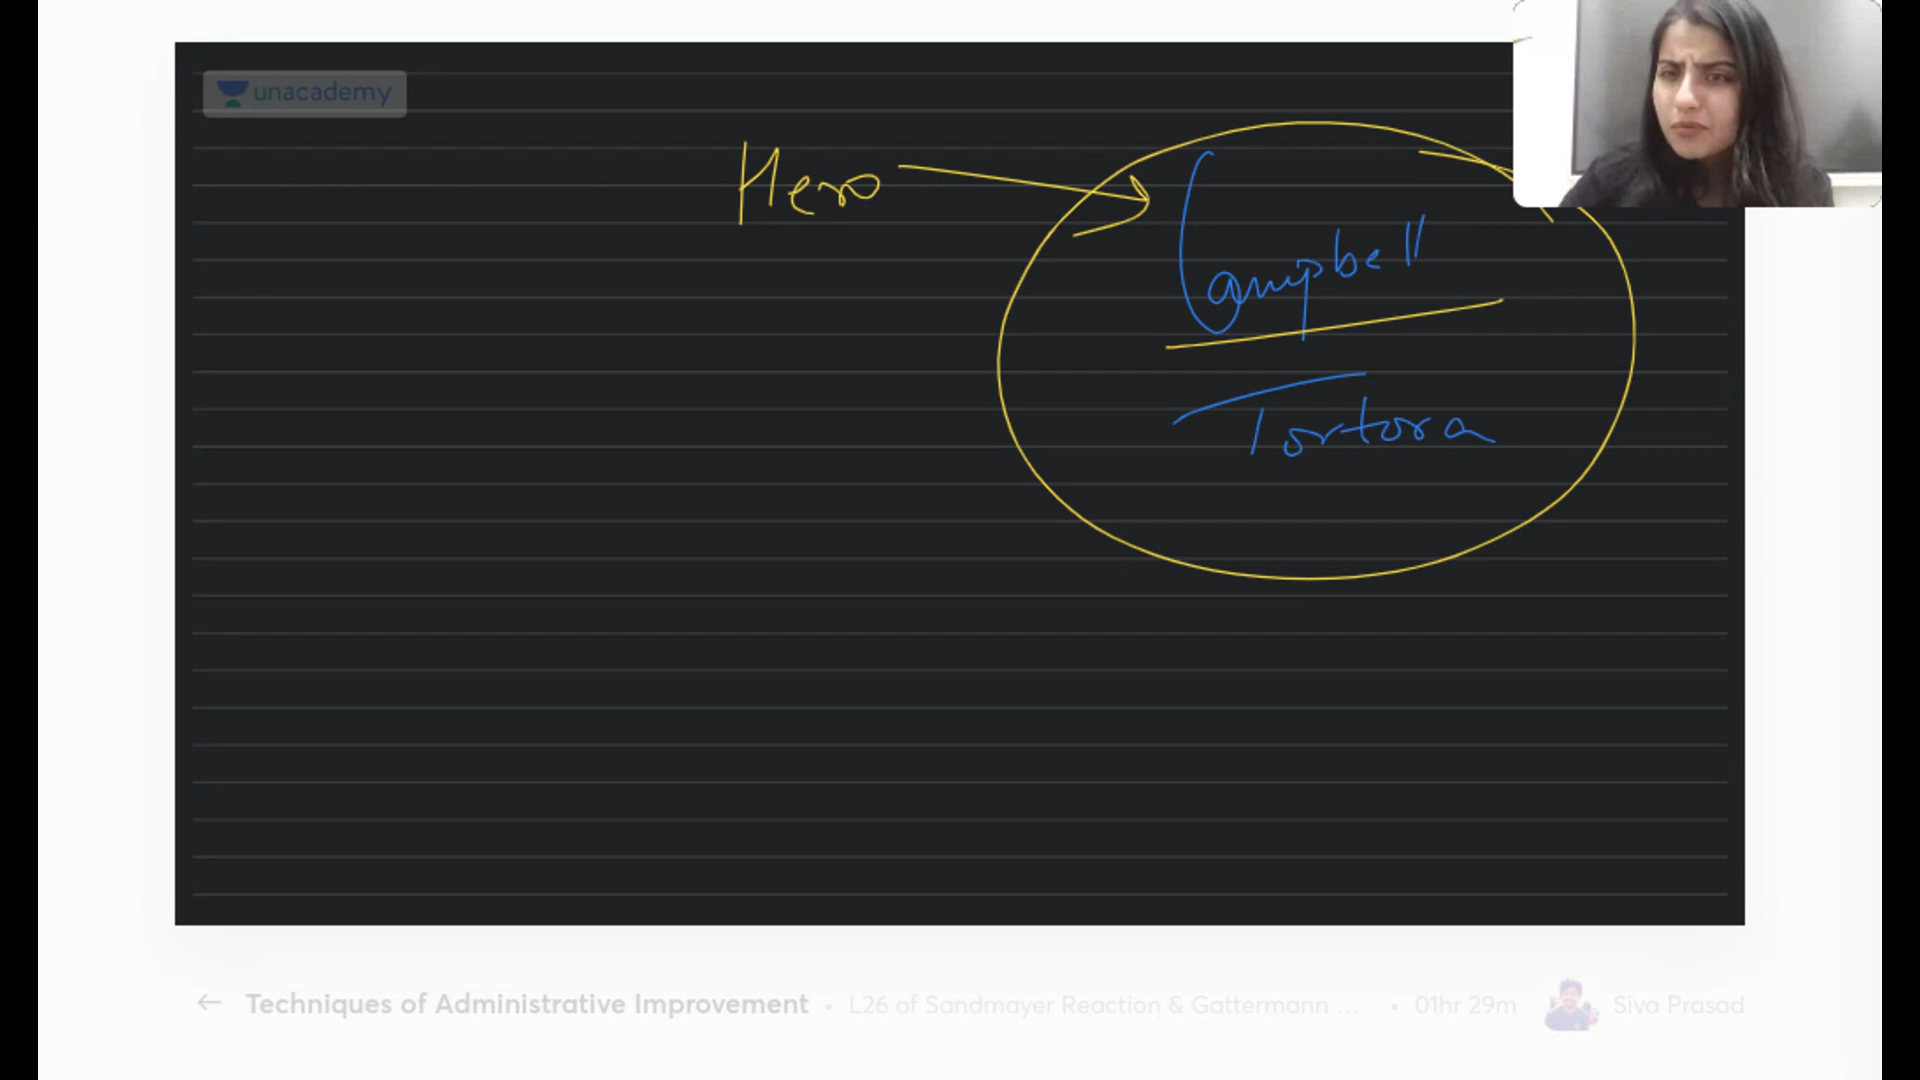 unacademy
Hero
Campbell
Tortora
← Techniques of Administrative Improvement • L26 of Sandmayer Reaction & Gattermann ... • 01hr 29m Siva Prasad